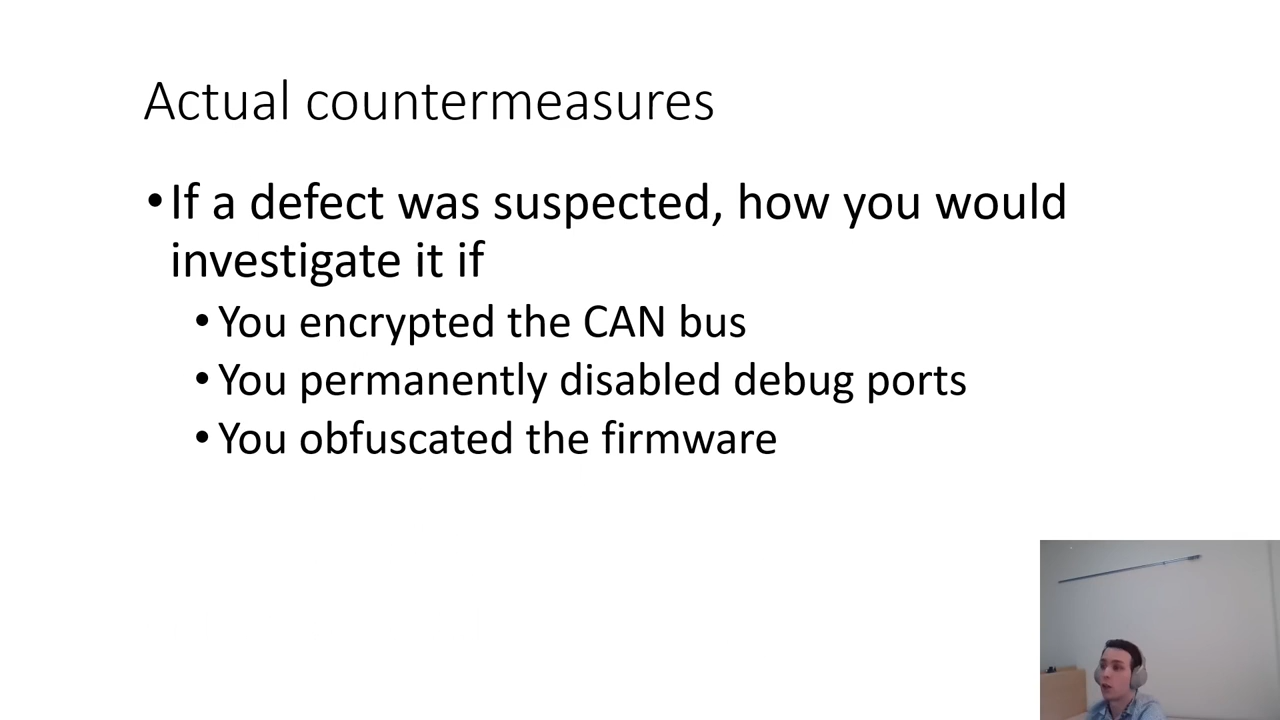 Actual countermeasures
•If a defect was suspected, how you would
investigate it if
•You encrypted the CAN bus
•You permanently disabled debug ports
•You obfuscated the firmware